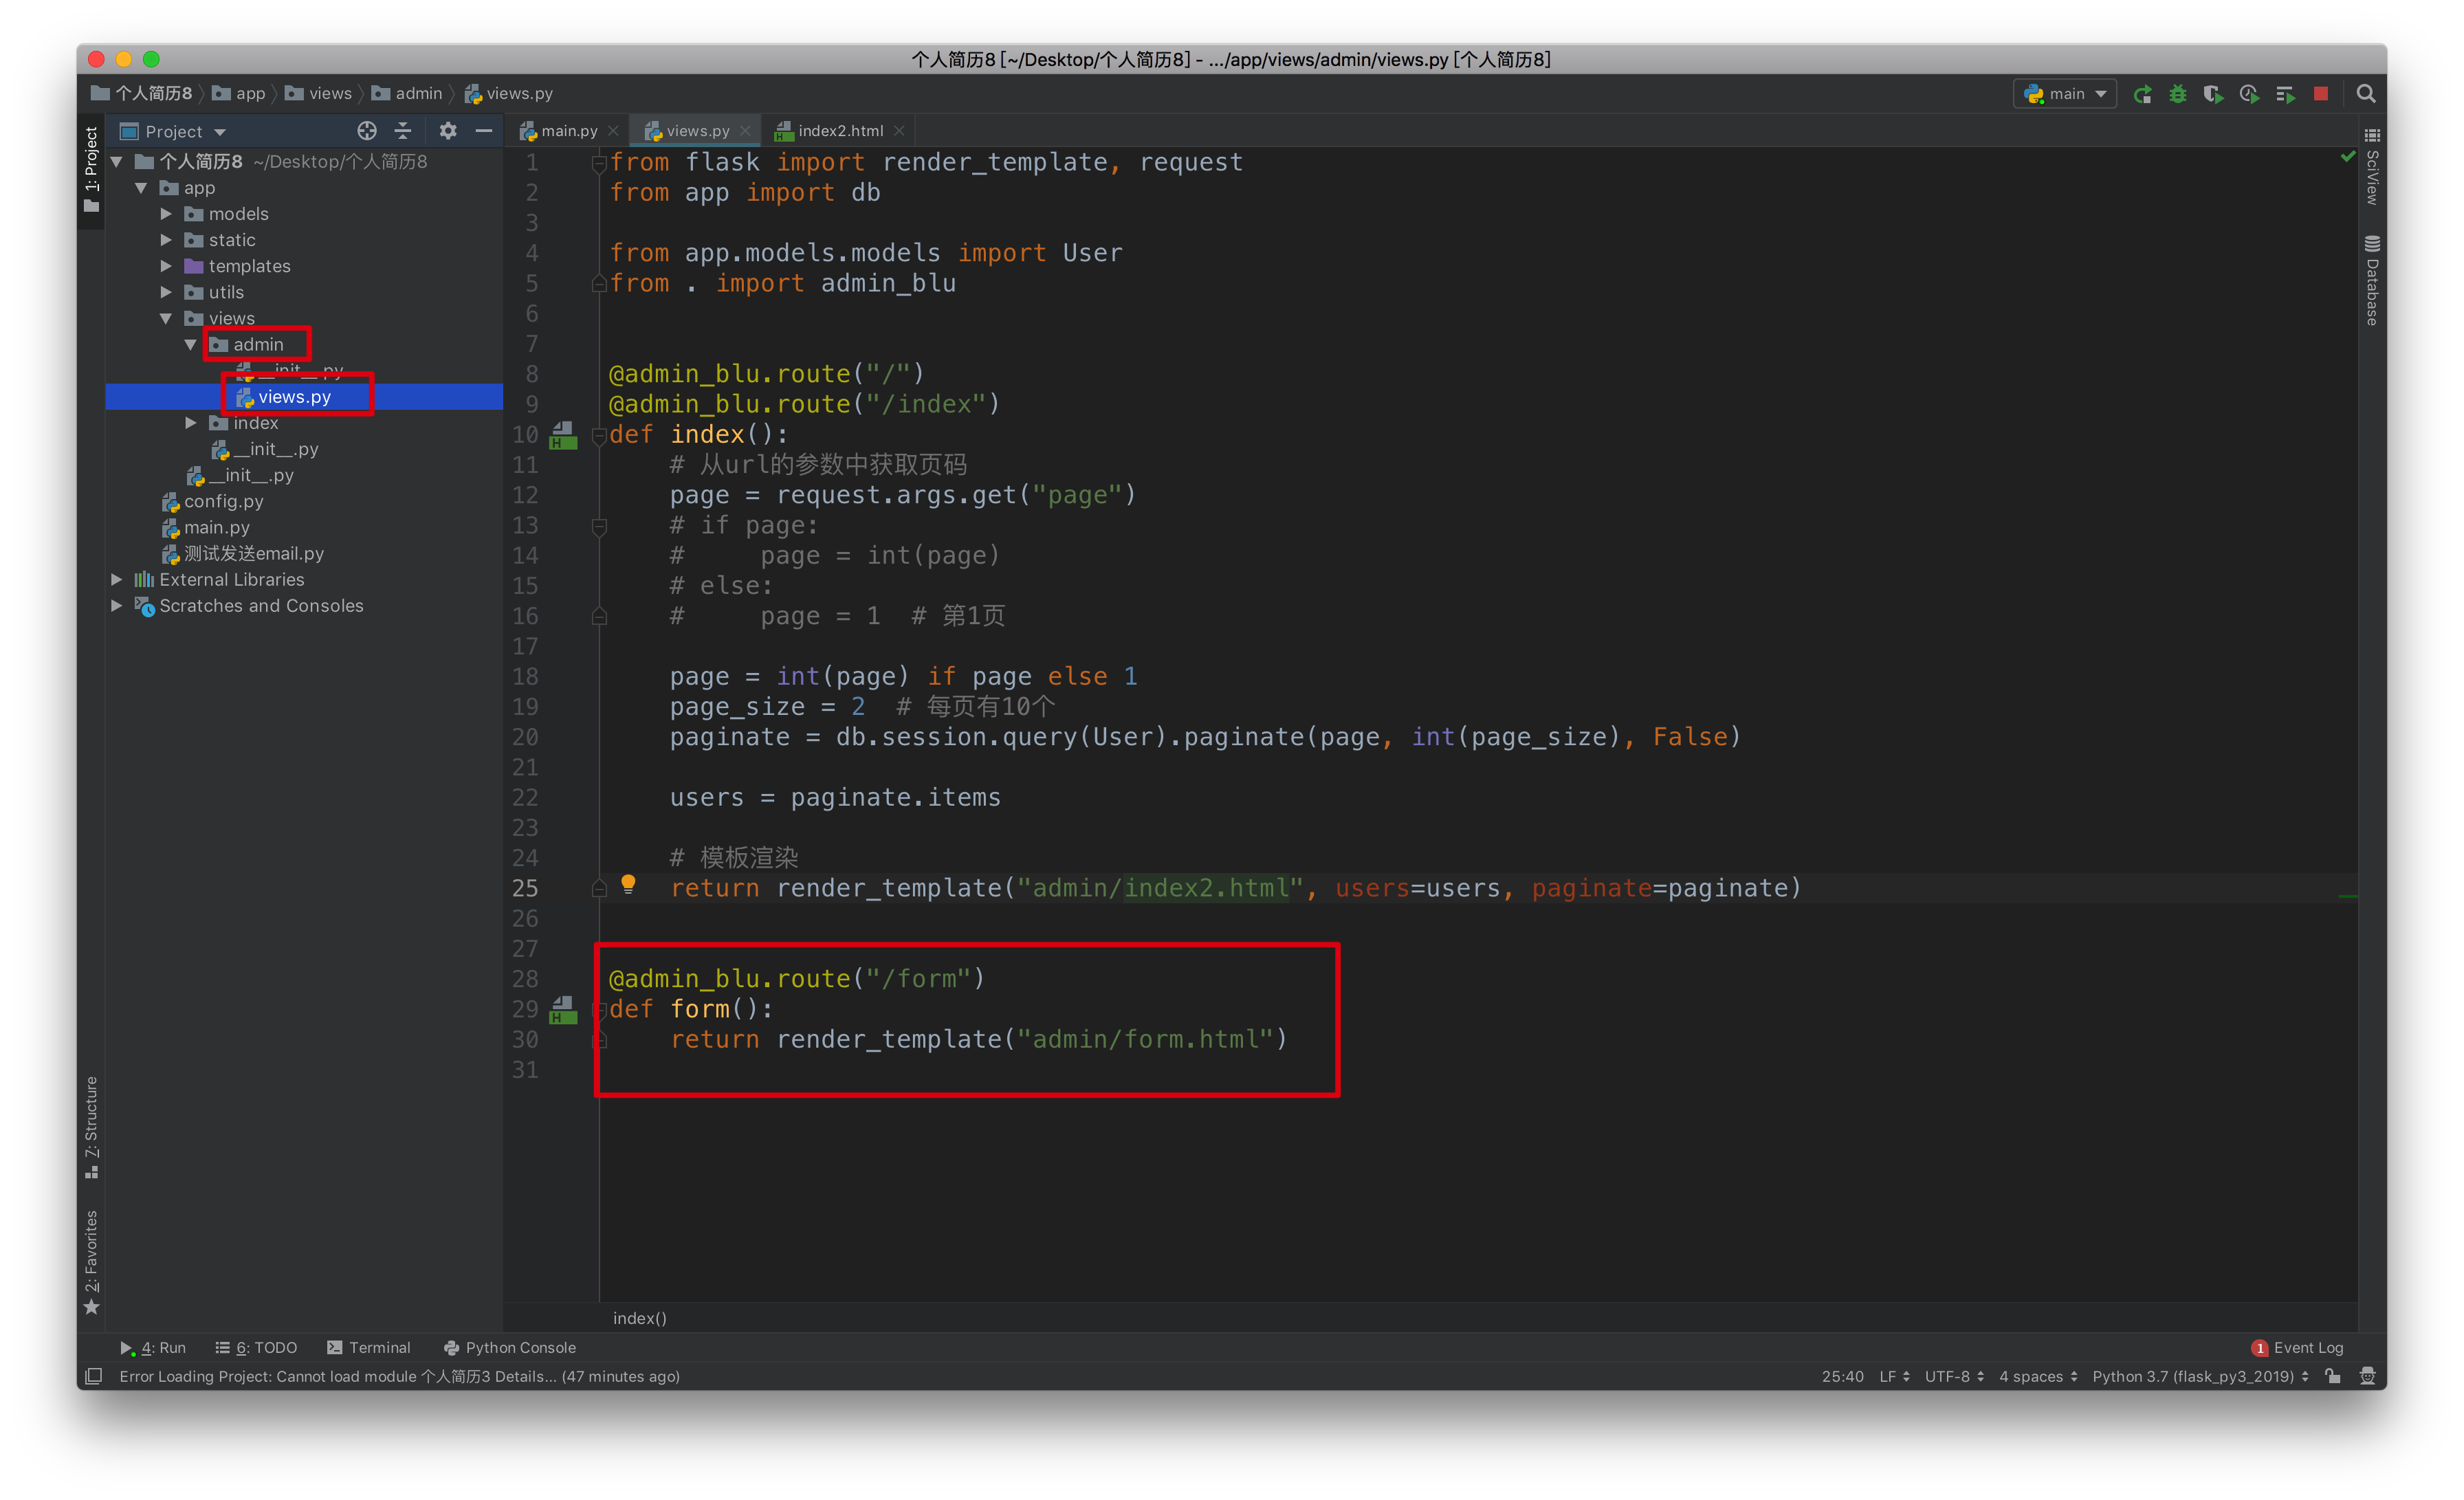 个人简历8 [~/Desktop/个人简历8] - .../app/views/admin/views.py [个人简历8]
个人简历8 app views admin views.py main
1: Project
Project
main.py views.py index2.html
个人简历8 ~/Desktop/个人简历8
app
models
static
templates
utils
views
admin
__init__.py
views.py
index
__init__.py
__init__.py
config.py
main.py
测试发送email.py
External Libraries
Scratches and Consoles
1 from flask import render_template, request
2 from app import db
3
4 from app.models.models import User
5 from . import admin_blu
6
7
8 @admin_blu.route("/")
9 @admin_blu.route("/index")
10 def index():
11 # 从url的参数中获取页码
12 page = request.args.get("page")
13 # if page:
14 #     page = int(page)
15 # else:
16 #     page = 1  # 第1页
17
18 page = int(page) if page else 1
19 page_size = 2  # 每页有10个
20 paginate = db.session.query(User).paginate(page, int(page_size), False)
21
22 users = paginate.items
23
24 # 模板渲染
25 return render_template("admin/index2.html", users=users, paginate=paginate)
26
27
28 @admin_blu.route("/form")
29 def form():
30 return render_template("admin/form.html")
31
index()
SciView
Database
7: Structure
2: Favorites
4: Run 6: TODO Terminal Python Console 1 Event Log
Error Loading Project: Cannot load module 个人简历3 Details... (47 minutes ago) 25:40 LF UTF-8 4 spaces Python 3.7 (flask_py3_2019)